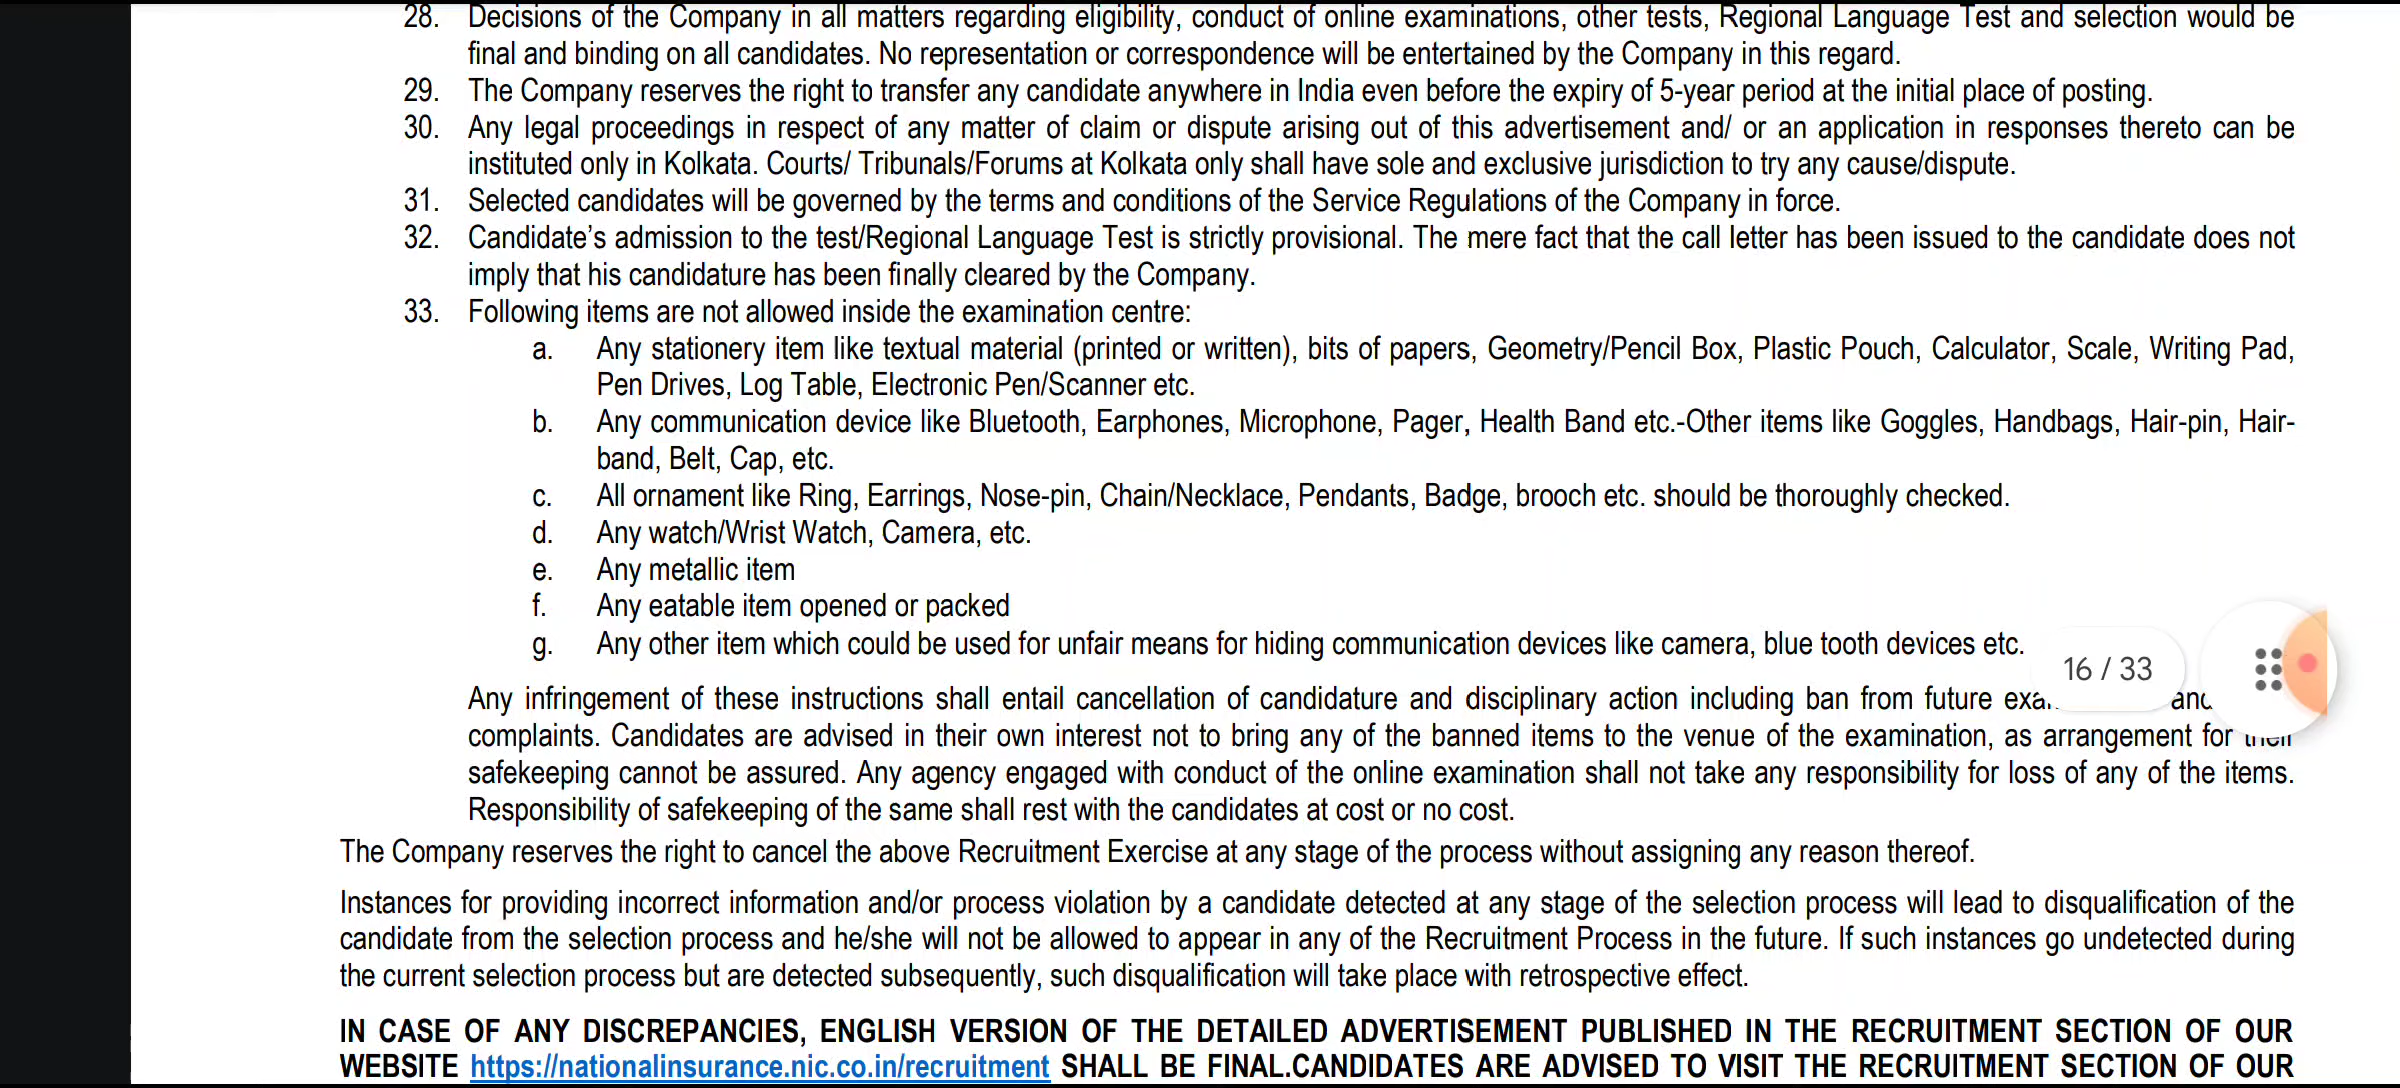 28. Decisions of the Company in all matters regarding eligibility, conduct of online examinations, other tests, Regional Language Test and selection would be
final and binding on all candidates. No representation or correspondence will be entertained by the Company in this regard.
29. The Company reserves the right to transfer any candidate anywhere in India even before the expiry of 5-year period at the initial place of posting.
30. Any legal proceedings in respect of any matter of claim or dispute arising out of this advertisement and/ or an application in responses thereto can be
instituted only in Kolkata. Courts/ Tribunals/Forums at Kolkata only shall have sole and exclusive jurisdiction to try any cause/dispute.
31. Selected candidates will be governed by the terms and conditions of the Service Regulations of the Company in force.
32. Candidate’s admission to the test/Regional Language Test is strictly provisional. The mere fact that the call letter has been issued to the candidate does not
imply that his candidature has been finally cleared by the Company.
33. Following items are not allowed inside the examination centre:
a. Any stationery item like textual material (printed or written), bits of papers, Geometry/Pencil Box, Plastic Pouch, Calculator, Scale, Writing Pad,
Pen Drives, Log Table, Electronic Pen/Scanner etc.
b. Any communication device like Bluetooth, Earphones, Microphone, Pager, Health Band etc.-Other items like Goggles, Handbags, Hair-pin, Hair-
band, Belt, Cap, etc.
c. All ornament like Ring, Earrings, Nose-pin, Chain/Necklace, Pendants, Badge, brooch etc. should be thoroughly checked.
d. Any watch/Wrist Watch, Camera, etc.
e. Any metallic item
f. Any eatable item opened or packed
g. Any other item which could be used for unfair means for hiding communication devices like camera, blue tooth devices etc.
16 / 33
Any infringement of these instructions shall entail cancellation of candidature and disciplinary action including ban from future and
complaints. Candidates are advised in their own interest not to bring any of the banned items to the venue of the examination, as arrangement for their
safekeeping cannot be assured. Any agency engaged with conduct of the online examination shall not take any responsibility for loss of any of the items.
Responsibility of safekeeping of the same shall rest with the candidates at cost or no cost.
The Company reserves the right to cancel the above Recruitment Exercise at any stage of the process without assigning any reason thereof.
Instances for providing incorrect information and/or process violation by a candidate detected at any stage of the selection process will lead to disqualification of the
candidate from the selection process and he/she will not be allowed to appear in any of the Recruitment Process in the future. If such instances go undetected during
the current selection process but are detected subsequently, such disqualification will take place with retrospective effect.
IN CASE OF ANY DISCREPANCIES, ENGLISH VERSION OF THE DETAILED ADVERTISEMENT PUBLISHED IN THE RECRUITMENT SECTION OF OUR
WEBSITE https://nationalinsurance.nic.co.in/recruitment SHALL BE FINAL.CANDIDATES ARE ADVISED TO VISIT THE RECRUITMENT SECTION OF OUR